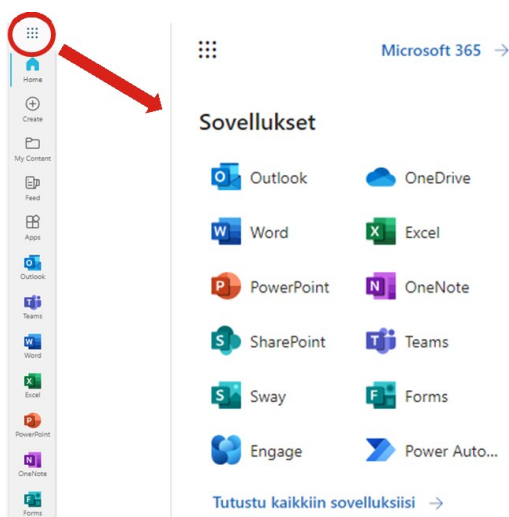 Home
Create
My Content
Feed
Apps
Outlook
Teams
Word
Excel
PowerPoint
OneNote
Forms
Microsoft 365 →
Sovellukset
Outlook OneDrive
Word Excel
PowerPoint OneNote
SharePoint Teams
Sway Forms
Engage Power Auto...
Tutustu kaikkiin sovelluksiisi →